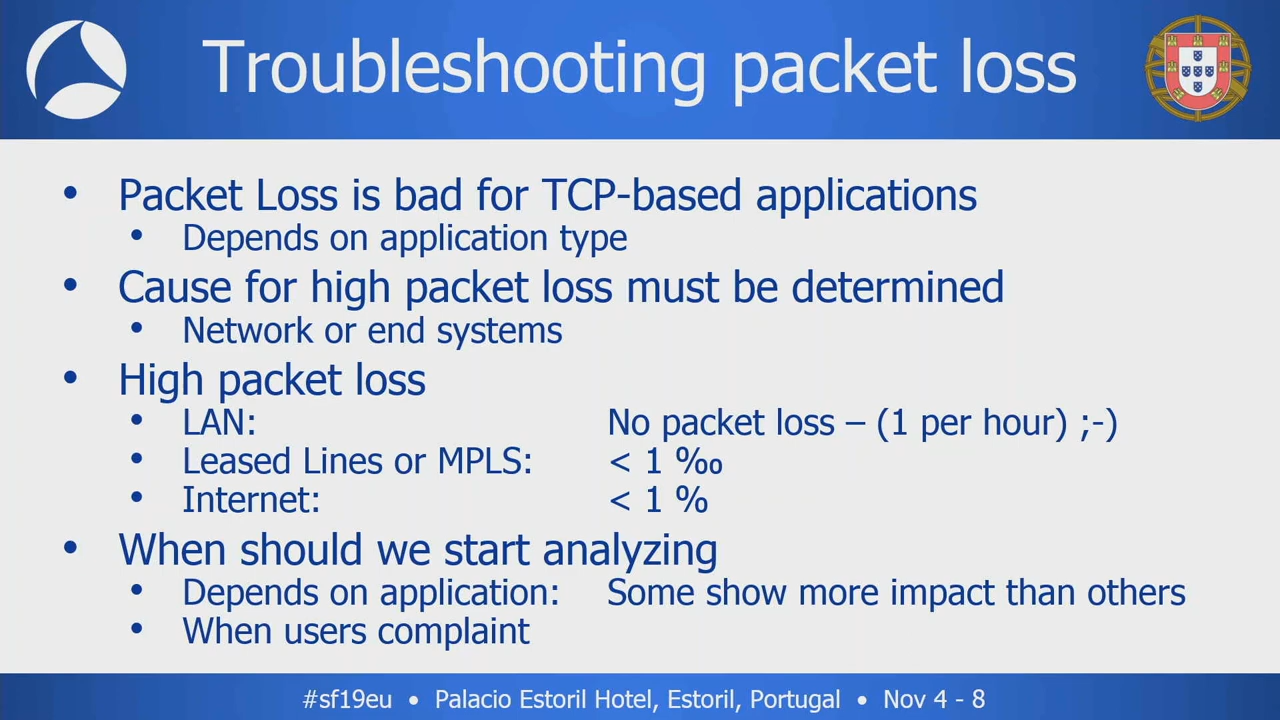 Troubleshooting packet loss
• Packet Loss is bad for TCP-based applications
• Depends on application type
• Cause for high packet loss must be determined
• Network or end systems
• High packet loss
• LAN: No packet loss – (1 per hour) ;-)
• Leased Lines or MPLS: < 1 ‰
• Internet: < 1 %
• When should we start analyzing
• Depends on application: Some show more impact than others
• When users complaint
#sf19eu • Palacio Estoril Hotel, Estoril, Portugal • Nov 4 - 8